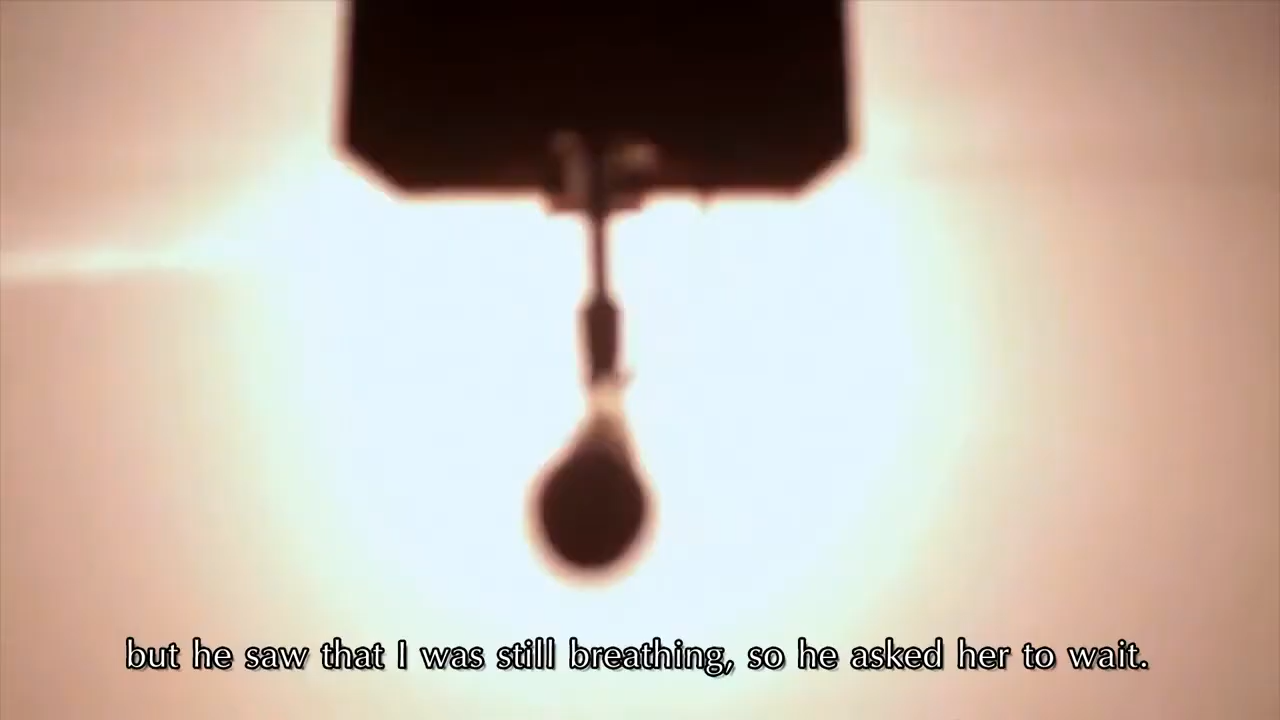 but he saw that I was still breathing, so he asked her to wait.